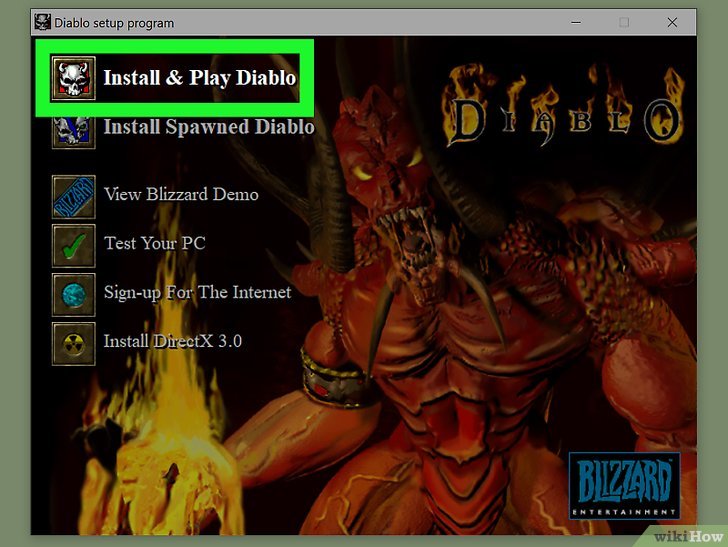 Diablo setup program
Install & Play Diablo
DIABLO
Install Spawned Diablo
View Blizzard Demo
BLIZZARD
Test Your PC
Sign-up For The Internet
Install DirectX 3.0
BLIZZARD
ENTERTAINMENT
wikiHow